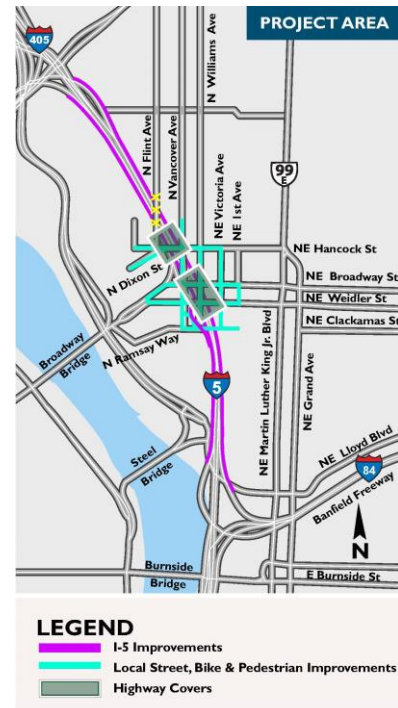 PROJECT AREA
405
N Williams Ave
N Flint Ave
N Vancover Ave
NE Victoria Ave
NE 1st Ave
99
E
NE Hancock St
N Dixon St
NE Broadway St
NE Weidler St
NE Clackamas St
Broadway
Bridge
N Ramsay Way
5
NE Martin Luther King Jr. Blvd
NE Grand Ave
NE Lloyd Blvd
84
Banfield Freeway
Steel
Bridge
N
Burnside
Bridge
E Burnside St
LEGEND
I-5 Improvements
Local Street, Bike & Pedestrian Improvements
Highway Covers